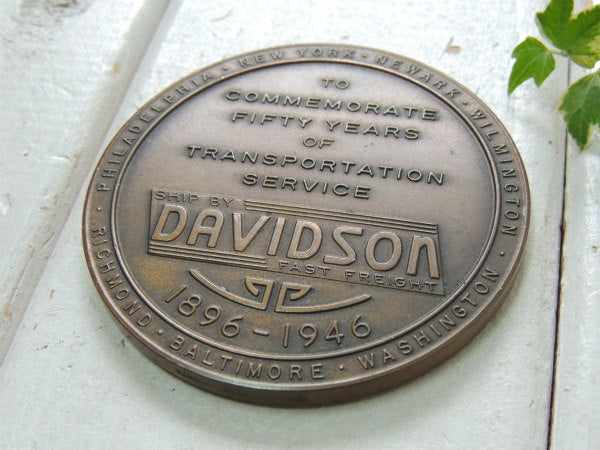 PHILADELPHIA · NEW YORK · NEWARK · WILMINGTON · WASHINGTON · BALTIMORE · RICHMOND ·
TO
COMMEMORATE
FIFTY YEARS
OF
TRANSPORTATION
SERVICE
SHIP BY
DAVIDSON
FAST FREIGHT
1896-1946